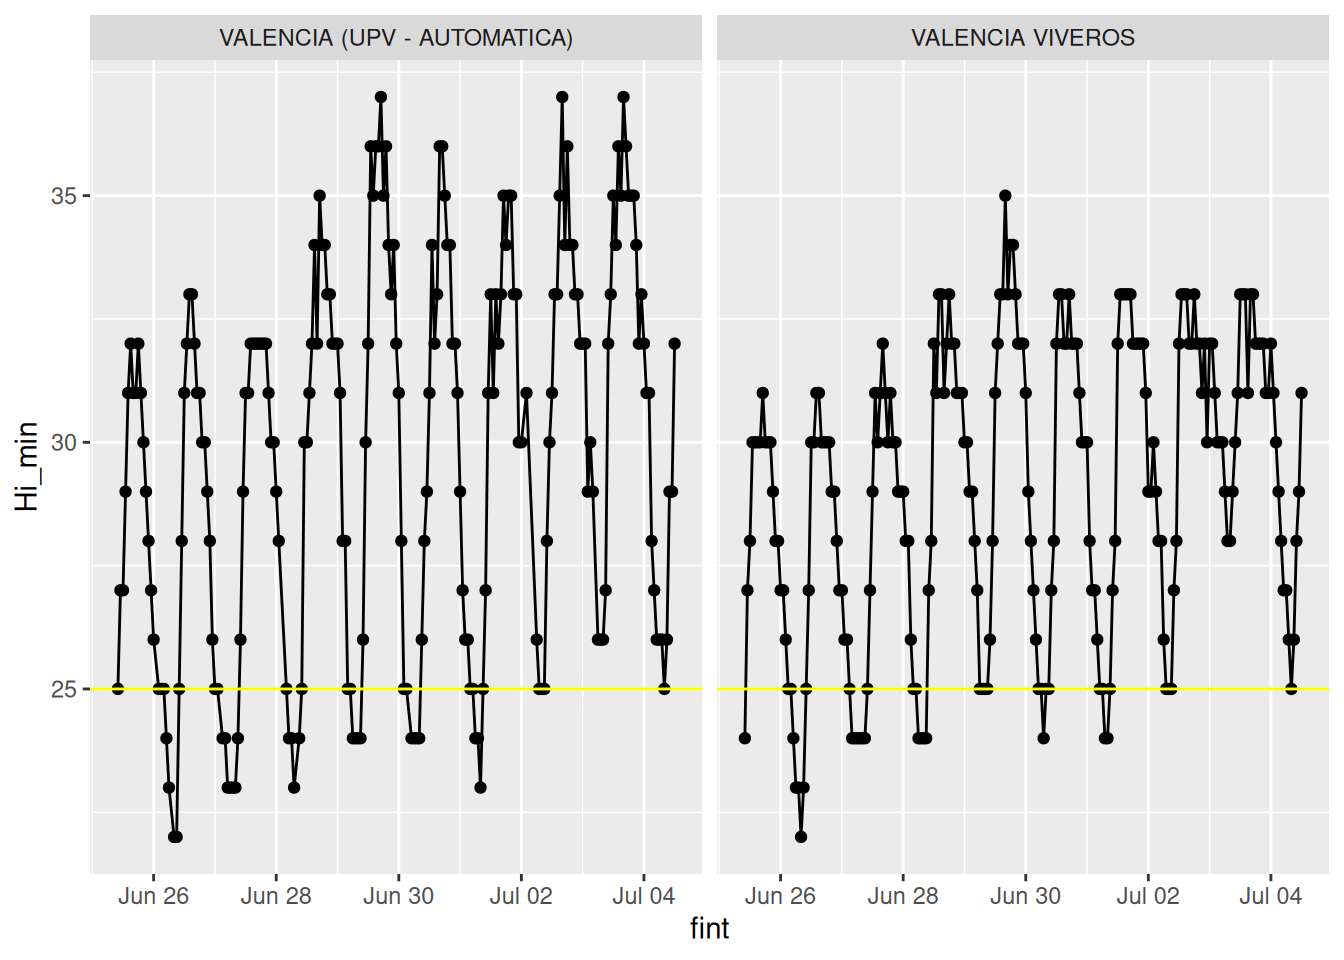 VALENCIA (UPV - AUTOMATICA)
VALENCIA VIVEROS
Hi_min
35
30
25
Jun 26
Jun 28
Jun 30
Jul 02
Jul 04
Jun 26
Jun 28
Jun 30
Jul 02
Jul 04
fint